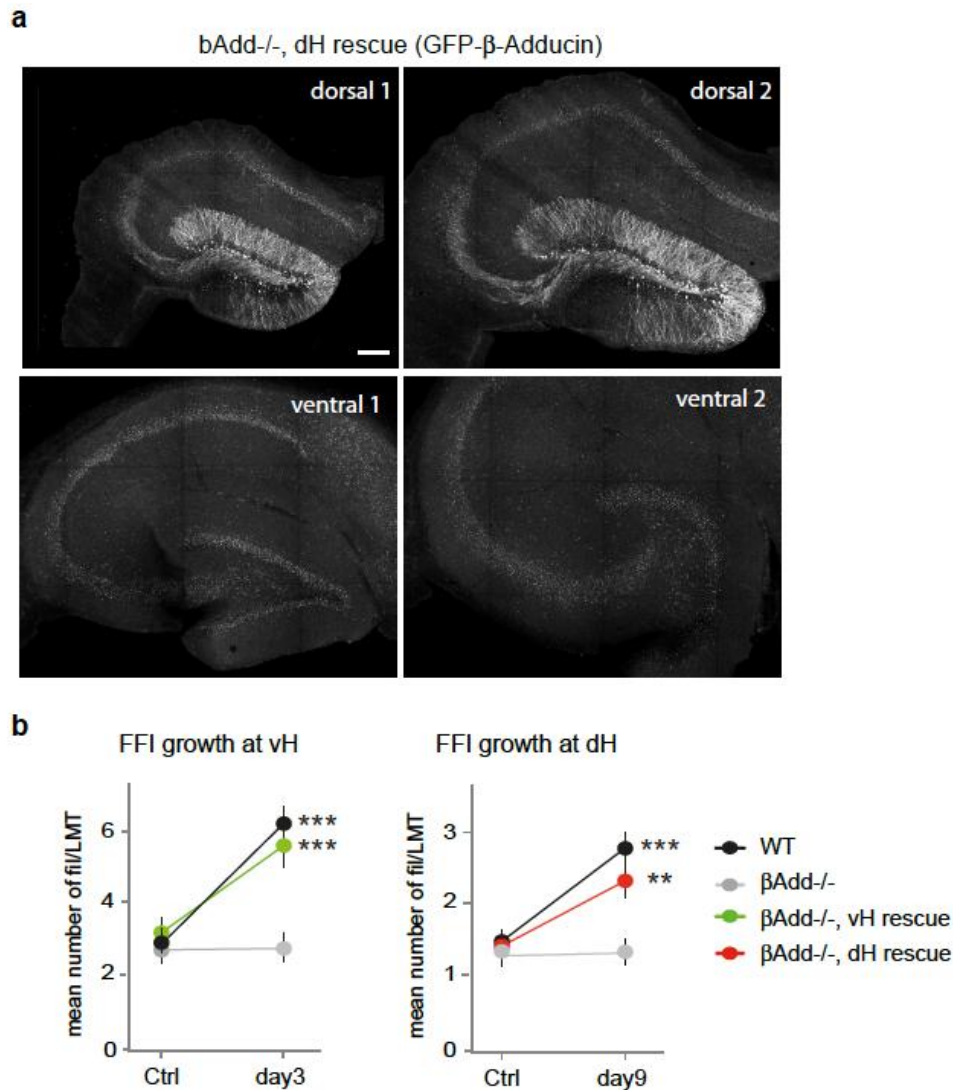 a
bAdd-/-, dH rescue (GFP-β-Adducin)
dorsal 1
dorsal 2
ventral 1
ventral 2
b
FFI growth at vH
mean number of fil/LMT
6
4
2
0
Ctrl
day3
***
***
FFI growth at dH
mean number of fil/LMT
3
2
1
0
Ctrl
day9
***
**
WT
βAdd-/-
βAdd-/-, vH rescue
βAdd-/-, dH rescue